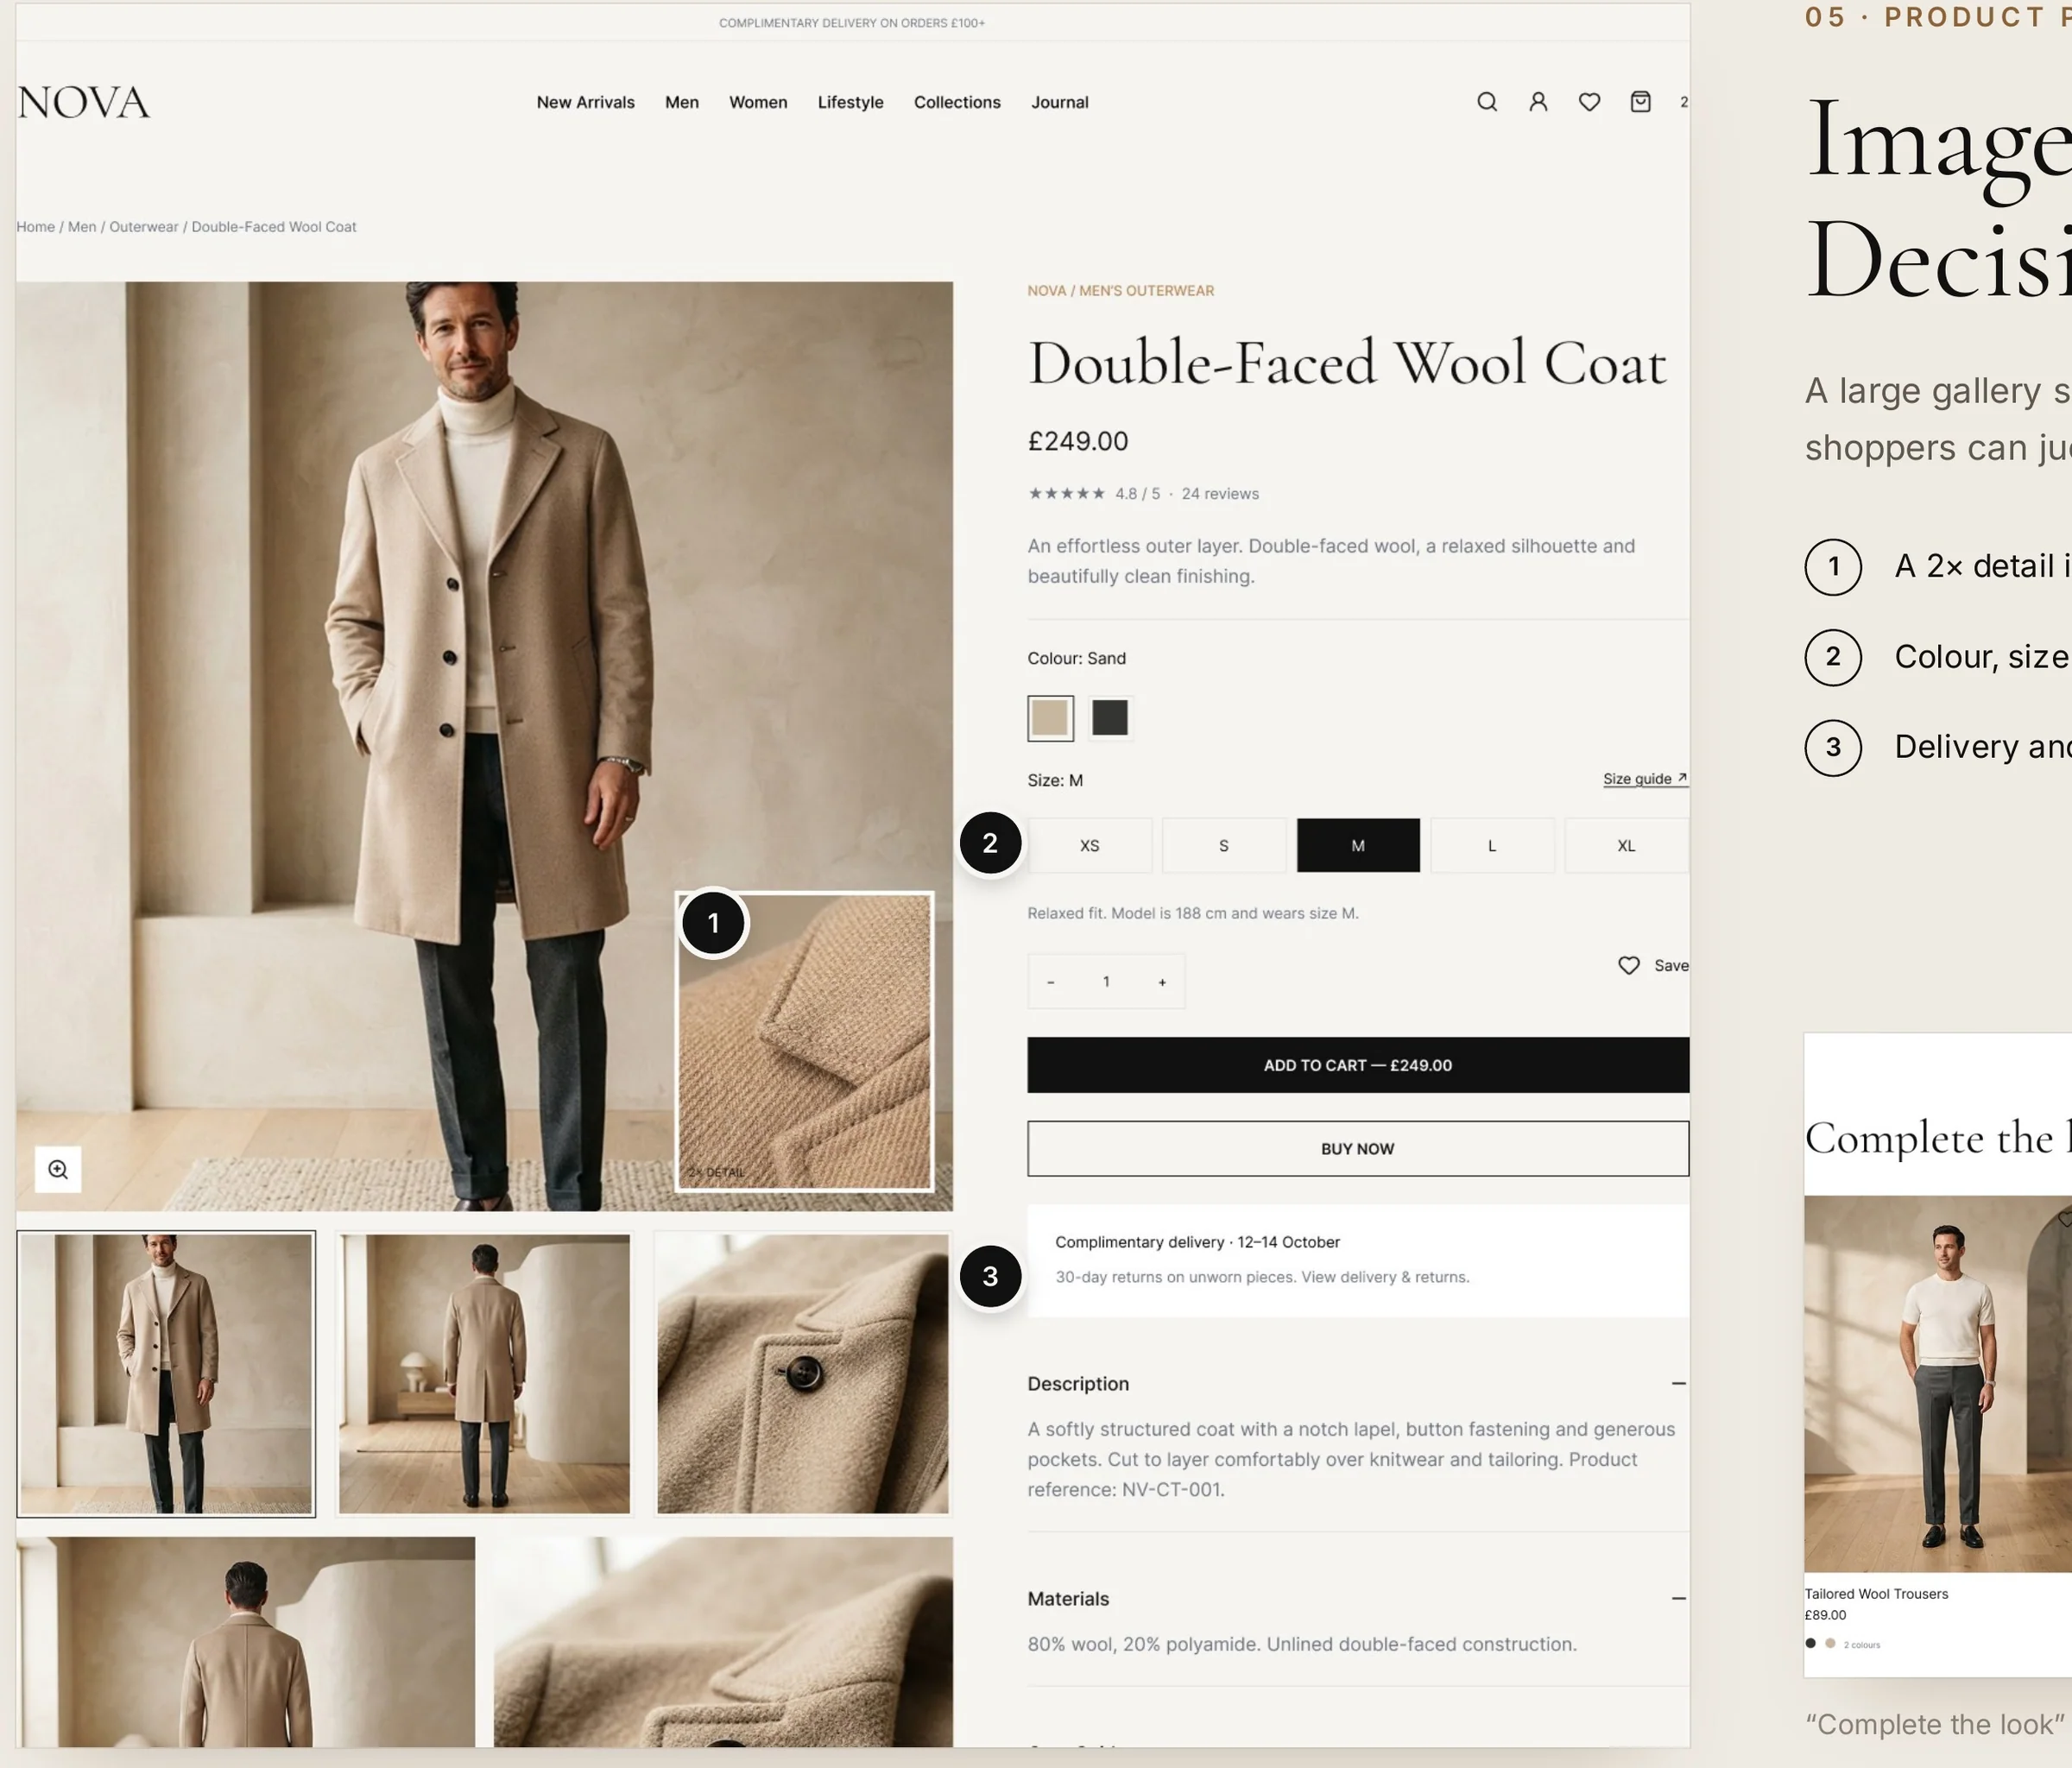 COMPLIMENTARY DELIVERY ON ORDERS £100+
NOVA
New Arrivals Men Women Lifestyle Collections Journal
2
Home / Men / Outerwear / Double-Faced Wool Coat
NOVA / MEN'S OUTERWEAR
Double-Faced Wool Coat
£249.00
★★★★★ 4.8 / 5 · 24 reviews
An effortless outer layer. Double-faced wool, a relaxed silhouette and
beautifully clean finishing.
Colour: Sand
Size: M
Size guide ↗
2
XS S M L XL
Relaxed fit. Model is 188 cm and wears size M.
− 1 +
Save
ADD TO CART — £249.00
BUY NOW
1
2× DETAIL
3
Complimentary delivery · 12–14 October
30-day returns on unworn pieces. View delivery & returns.
Description
A softly structured coat with a notch lapel, button fastening and generous
pockets. Cut to layer comfortably over knitwear and tailoring. Product
reference: NV-CT-001.
Materials
80% wool, 20% polyamide. Unlined double-faced construction.
05 · PRODUCT P
Image
Decisi
A large gallery s
shoppers can ju
1 A 2× detail i
2 Colour, size
3 Delivery and
Complete the l
Tailored Wool Trousers
£89.00
2 colours
“Complete the look”